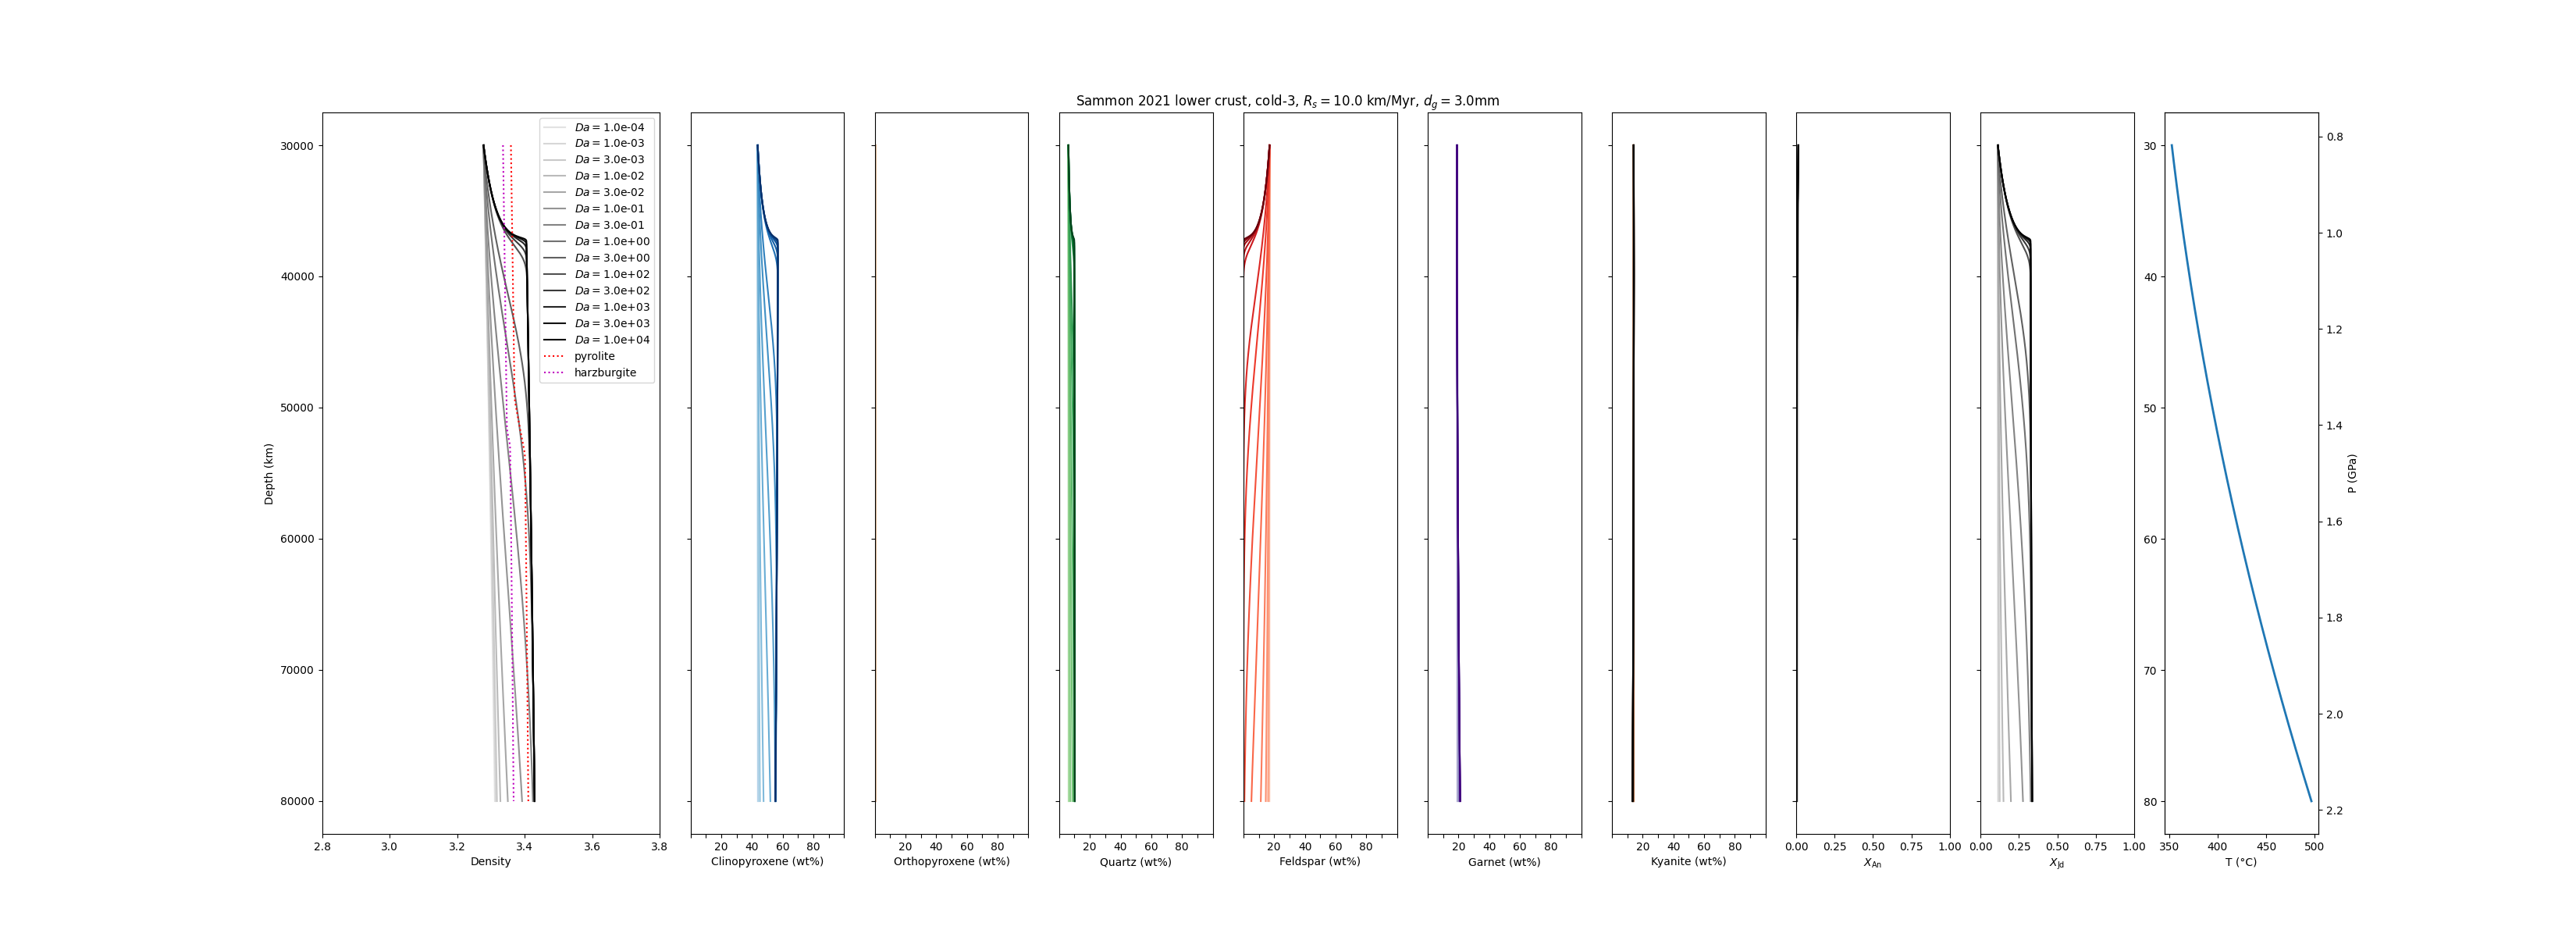 Sammon 2021 lower crust, cold-3, $R_s = 10.0$ km/Myr, $d_g = 3.0$mm
Da = 1.0e-04
Da = 1.0e-03
Da = 3.0e-03
Da = 1.0e-02
Da = 3.0e-02
Da = 1.0e-01
Da = 3.0e-01
Da = 1.0e+00
Da = 3.0e+00
Da = 1.0e+02
Da = 3.0e+02
Da = 1.0e+03
Da = 3.0e+03
Da = 1.0e+04
pyrolite
harzburgite
Depth (km)
30000
40000
50000
60000
70000
80000
2.8 3.0 3.2 3.4 3.6 3.8
Density
20 40 60 80
Clinopyroxene (wt%)
20 40 60 80
Orthopyroxene (wt%)
20 40 60 80
Quartz (wt%)
20 40 60 80
Feldspar (wt%)
20 40 60 80
Garnet (wt%)
20 40 60 80
Kyanite (wt%)
0.00 0.25 0.50 0.75 1.00
$X_{An}$
0.00 0.25 0.50 0.75 1.00
$X_{Jd}$
30
40
50
60
70
80
350 400 450 500
T (°C)
0.8
1.0
1.2
1.4
1.6
1.8
2.0
2.2
P (GPa)